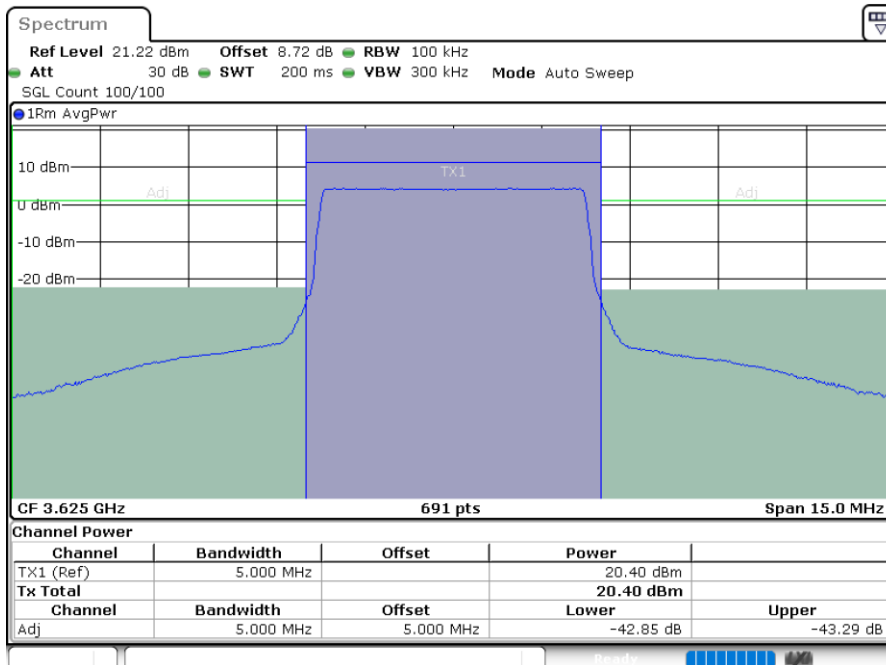 Spectrum
Ref Level 21.22 dBm Offset 8.72 dB RBW 100 kHz
Att 30 dB SWT 200 ms VBW 300 kHz Mode Auto Sweep
SGL Count 100/100
1Rm AvgPwr
10 dBm
TX1
Adj Adj
0 dBm
-10 dBm
-20 dBm
CF 3.625 GHz 691 pts Span 15.0 MHz
Channel Power
Channel Bandwidth Offset Power
TX1 (Ref) 5.000 MHz 20.40 dBm
Tx Total 20.40 dBm
Channel Bandwidth Offset Lower Upper
Adj 5.000 MHz 5.000 MHz -42.85 dB -43.29 dB
Ready